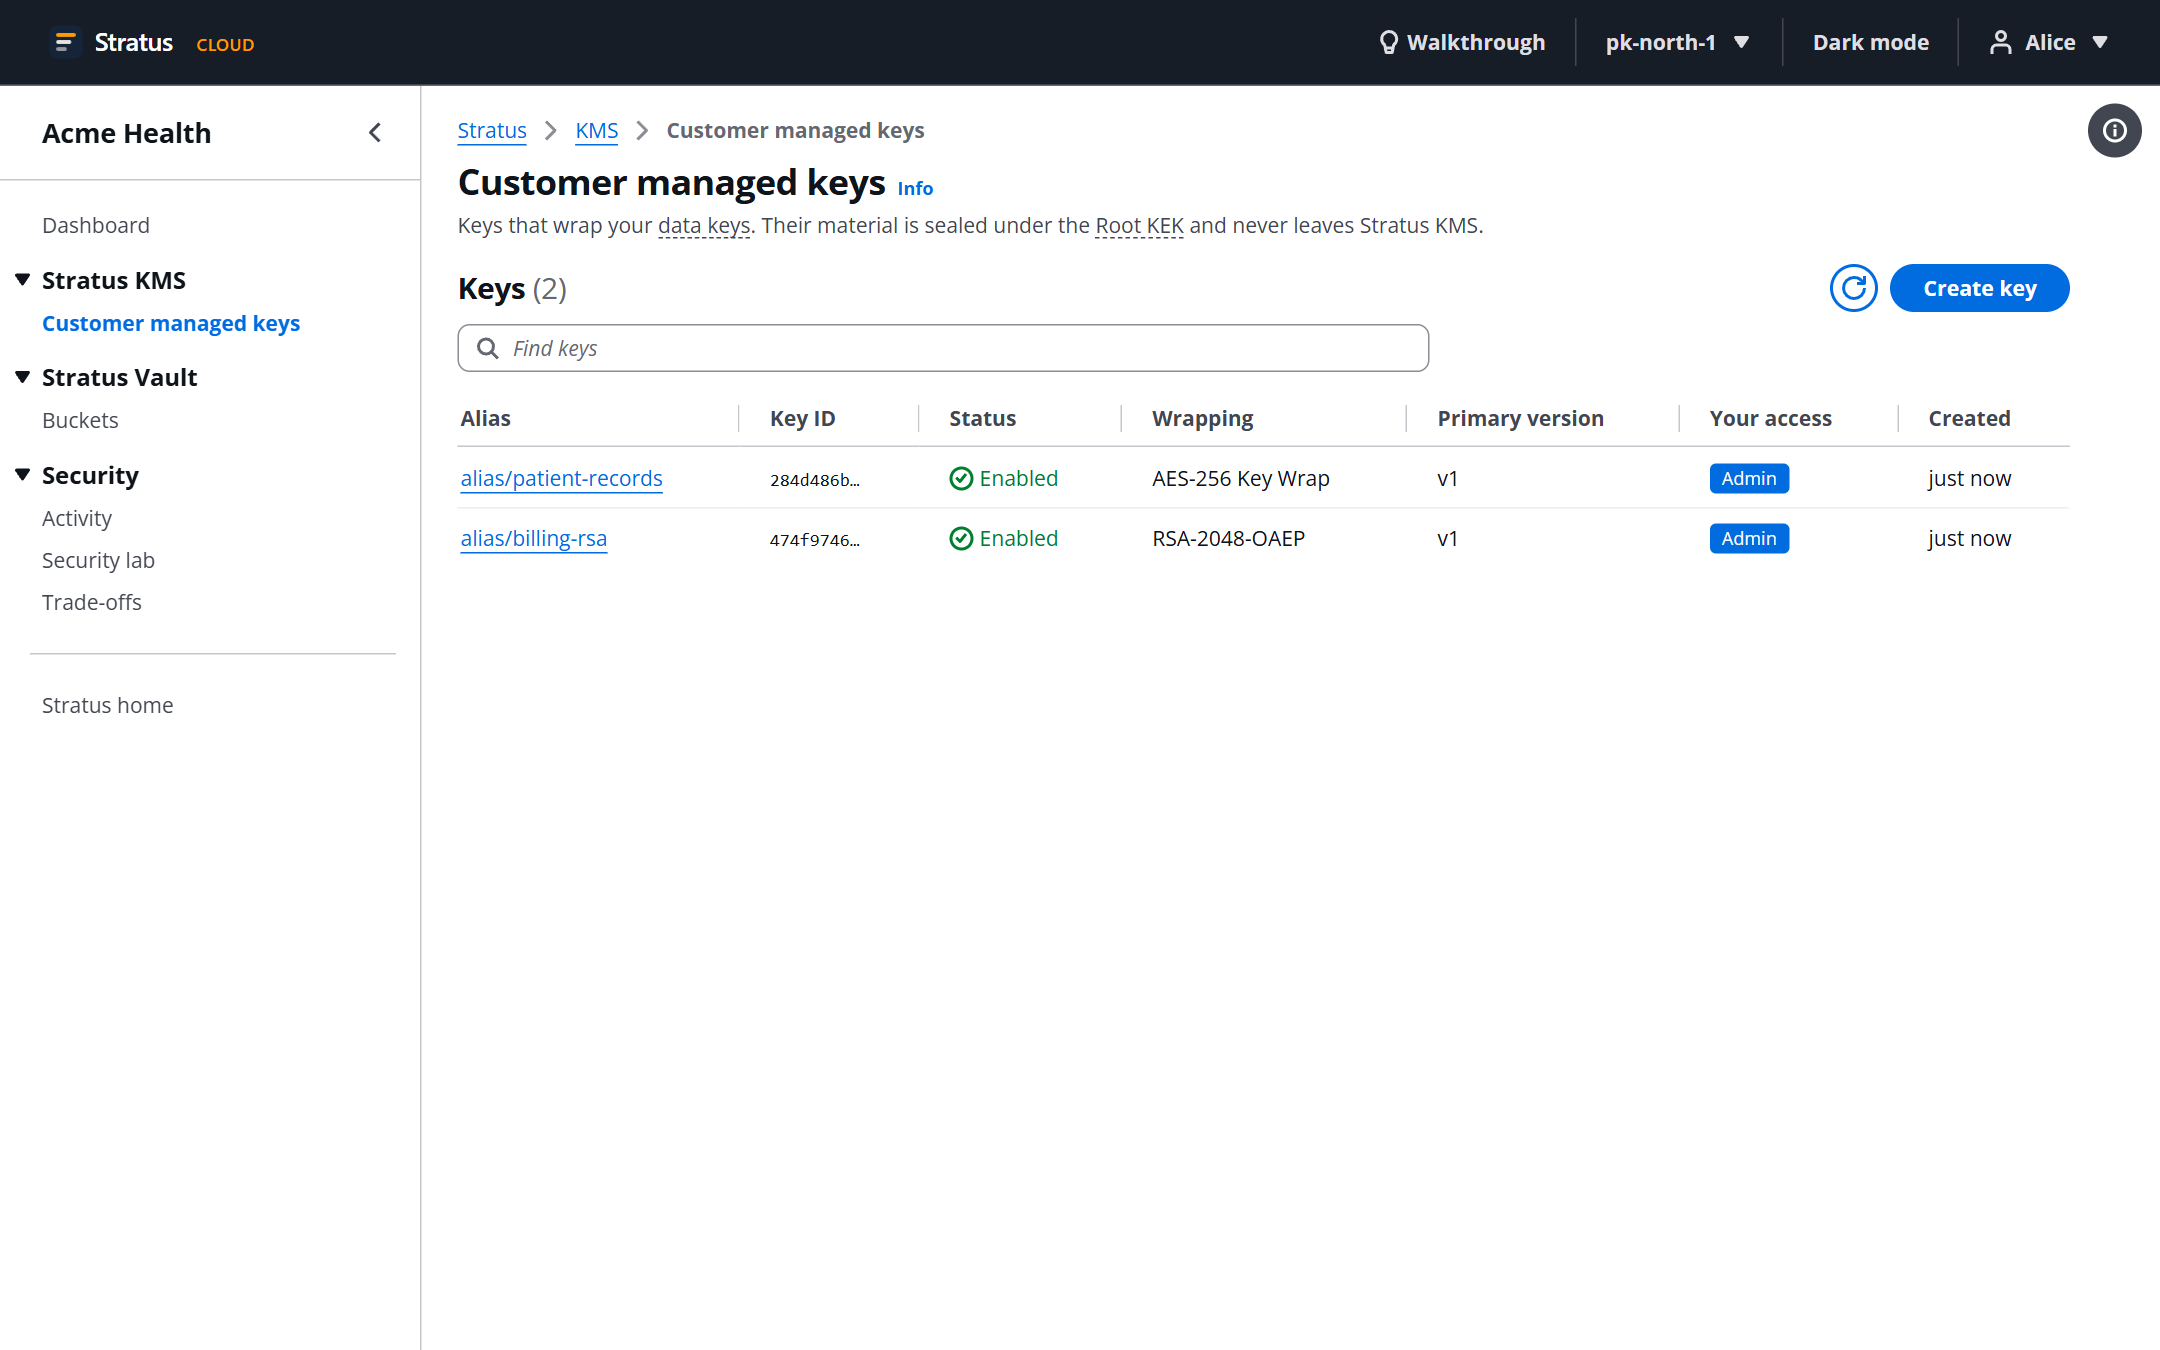 Stratus CLOUD
Walkthrough
pk-north-1
Dark mode
Alice
Acme Health
Dashboard
Stratus KMS
Customer managed keys
Stratus Vault
Buckets
Security
Activity
Security lab
Trade-offs
Stratus home
Stratus > KMS > Customer managed keys
Customer managed keys Info
Keys that wrap your data keys. Their material is sealed under the Root KEK and never leaves Stratus KMS.
Keys (2)
Create key
Find keys
Alias Key ID Status Wrapping Primary version Your access Created
alias/patient-records 284d486b… Enabled AES-256 Key Wrap v1 Admin just now
alias/billing-rsa 474f9746… Enabled RSA-2048-OAEP v1 Admin just now